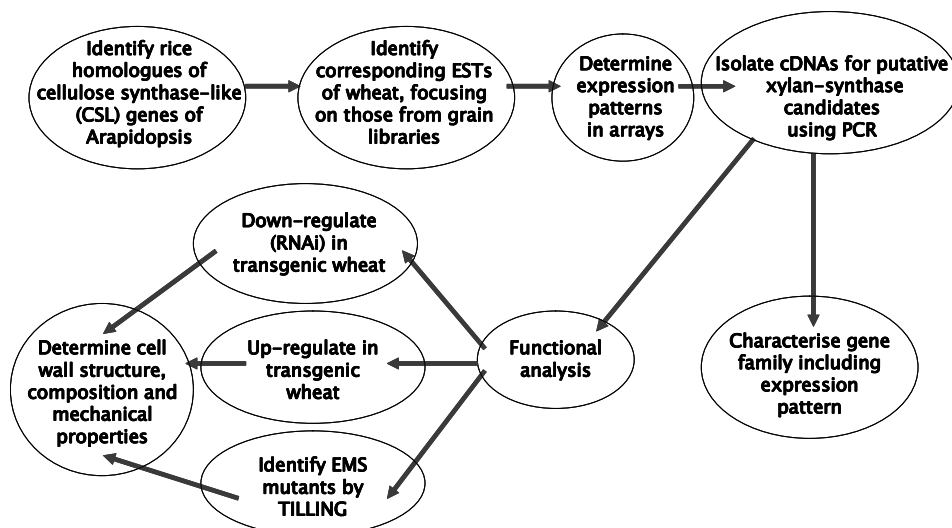 Identify rice
homologues of
cellulose synthase-like
(CSL) genes of
Arapidopsis
Identify
corresponding ESTs
of wheat, focusing
on those from grain
libraries
Determine
expression
patterns
in arrays
Isolate cDNAs for putative
xylan-synthase
candidates
using PCR
Down-regulate
(RNAi) in
transgenic wheat
Determine cell
wall structure,
composition and
mechanical
properties
Up-regulate in
transgenic
wheat
Functional
analysis
Characterise gene
family including
expression
pattern
Identify EMS
mutants by
TILLING